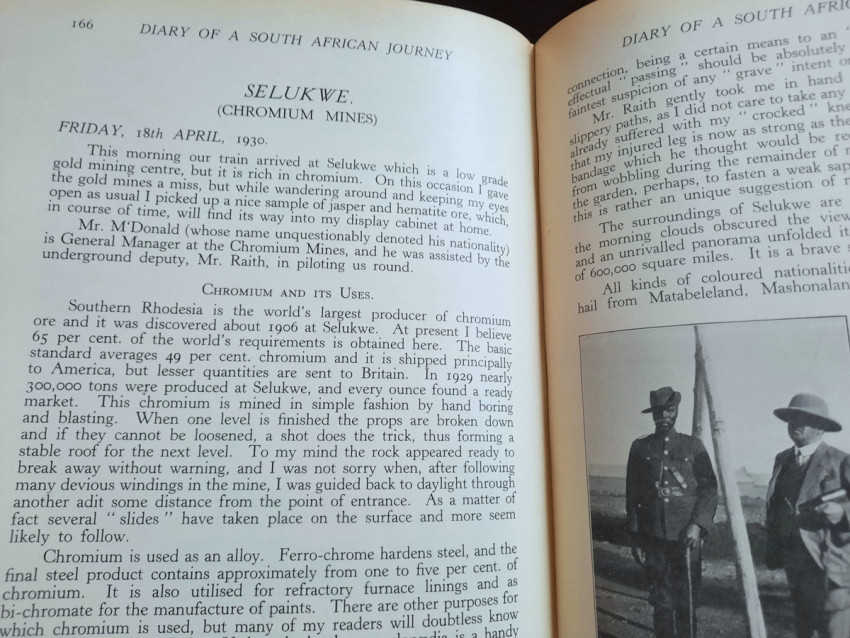 166
DIARY OF A SOUTH AFRICAN JOURNEY
SELUKWE.
(CHROMIUM MINES)
FRIDAY, 18th APRIL, 1930.
This morning our train arrived at Selukwe which is a low grade
gold mining centre, but it is rich in chromium. On this occasion I gave
the gold mines a miss, but while wandering around and keeping my eyes
open as usual I picked up a nice sample of jasper and hematite ore, which,
in course of time, will find its way into my display cabinet at home.
Mr. M'Donald (whose name unquestionably denoted his nationality)
is General Manager at the Chromium Mines, and he was assisted by the
underground deputy, Mr. Raith, in piloting us round.
CHROMIUM AND ITS USES.
Southern Rhodesia is the world's largest producer of chromium
ore and it was discovered about 1906 at Selukwe. At present I believe
65 per cent. of the world's requirements is obtained here. The basic
standard averages 49 per cent. chromium and it is shipped principally
to America, but lesser quantities are sent to Britain. In 1929 nearly
300,000 tons were produced at Selukwe, and every ounce found a ready
market. This chromium is mined in simple fashion by hand boring
and blasting. When one level is finished the props are broken down
and if they cannot be loosened, a shot does the trick, thus forming a
stable roof for the next level. To my mind the rock appeared ready to
break away without warning, and I was not sorry when, after following
many devious windings in the mine, I was guided back to daylight through
another adit some distance from the point of entrance. As a matter of
fact several "slides" have taken place on the surface and more seem
likely to follow.
Chromium is used as an alloy. Ferro-chrome hardens steel, and the
final steel product contains approximately from one to five per cent. of
chromium. It is also utilised for refractory furnace linings and as
bi-chromate for the manufacture of paints. There are other purposes for
which chromium is used, but many of my readers will doubtless know
is a handy
DIARY OF A SOUTH AFRIC
connection, being a certain means to an "
effectual "passing" should be absolutely
faintest suspicion of any "grave" intent o
Mr. Raith gently took me in hand
slippery paths, as I did not care to take any
already suffered with my "crocked" kne
that my injured leg is now as strong as the
bandage which he thought would be re
from wobbling during the remainder of
the garden, perhaps, to fasten a weak sap
this is rather an unique suggestion of
The surroundings of Selukwe are
the morning clouds obscured the view
and an unrivalled panorama unfolded it
of 600,000 square miles. It is a brave
All kinds of coloured nationalitie
hail from Matabeleland, Mashonalan